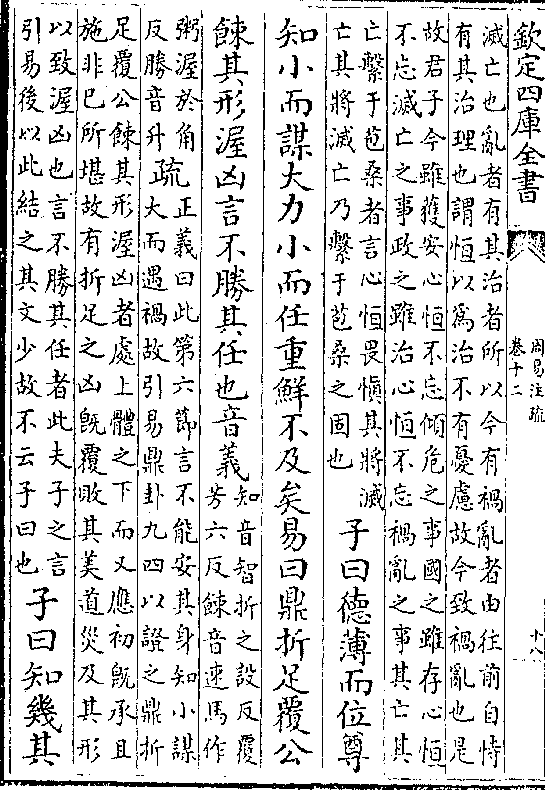 欽定四庫全書
周易注疏
卷十二
十八
滅亡也亂者有其治者所以今有禍亂者由往前自恃
有其治理也謂恒以為治不有憂慮故今致禍亂也是
故君子今雖獲安心恒不忘傾危之事國之雖存心恒
不忘滅亡之事政之雖治心恒不忘禍亂之事其亡其
亡繫于苞桑者言心恒畏慎其將滅
亡其將滅亡乃繫于苞桑之固也
子曰德薄而位尊
知小而謀大力小而任重鮮不及矣易曰鼎折足覆公
餗其形渥凶言不勝其任也音義
知音智折之設反覆
芳六反餗音速馬作
粥渥於角
反勝音升
疏
正義曰此第六節言不能安其身知小謀
大而遇禍故引易鼎卦九四以證之鼎折
足覆公餗其形渥凶者處上體之下而又應初既承且
施非已所堪故有折足之凶既覆敗其美道災及其形
以致渥凶也言不勝其任者此夫子之言
引易後以此結之其文少故不云子曰也
子曰知幾其